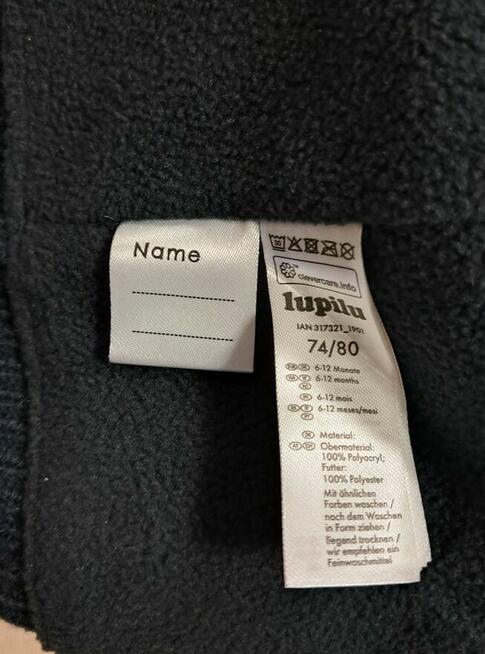 Name
clevercare.info
lupilu
IAN 317321_1901
74/80
6-12 Monate
6-12 months
6-12 mois
6-12 meses/mesi
Material:
Obermaterial:
100% Polyacryl;
Futter:
100% Polyester
Mit ähnlichen
Farben waschen /
nach dem Waschen
in Form ziehen /
liegend trocknen /
wir empfehlen ein
Feinwaschmittel